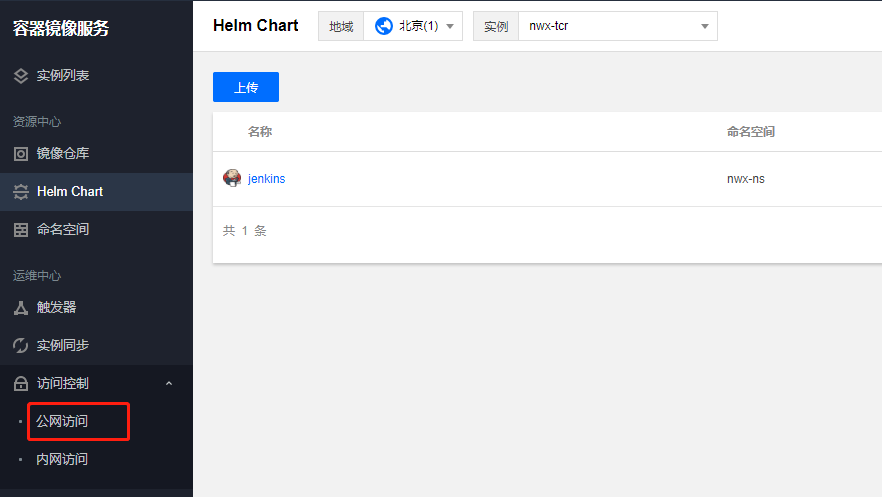 容器镜像服务
实例列表
资源中心
镜像仓库
Helm Chart
命名空间
运维中心
触发器
实例同步
访问控制
公网访问
内网访问
Helm Chart
地域 北京(1)
实例 nwx-tcr
上传
名称 命名空间
jenkins nwx-ns
共 1 条